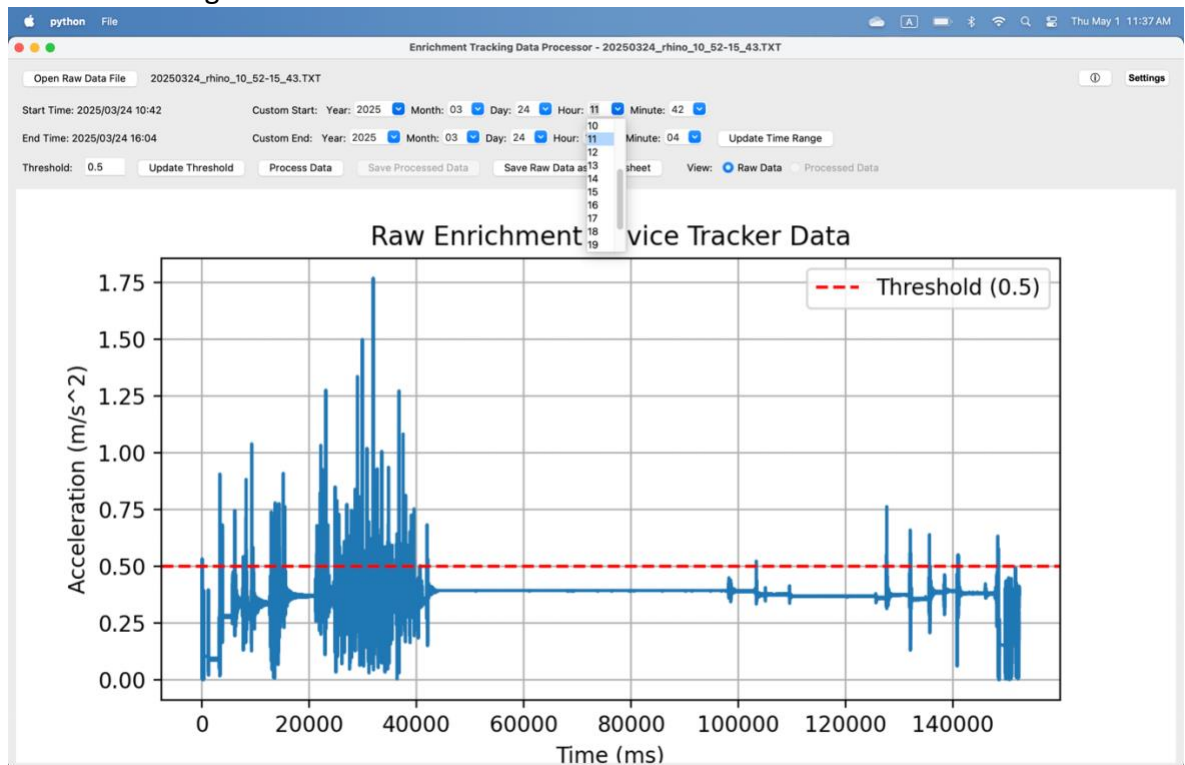 python File A Thu May 1 11:37 AM
Enrichment Tracking Data Processor - 20250324_rhino_10_52-15_43.TXT
Open Raw Data File 20250324_rhino_10_52-15_43.TXT Settings
Start Time: 2025/03/24 10:42 Custom Start: Year: 2025 Month: 03 Day: 24 Hour: 11 Minute: 42
End Time: 2025/03/24 16:04 Custom End: Year: 2025 Month: 03 Day: 24 Hour: Minute: 04 Update Time Range
Threshold: 0.5 Update Threshold Process Data Save Processed Data Save Raw Data as sheet View: Raw Data Processed Data
10
11
12
13
14
15
16
17
18
19
Raw Enrichment vice Tracker Data
Threshold (0.5)
1.75
1.50
1.25
1.00
0.75
0.50
0.25
0.00
Acceleration (m/s^2)
0 20000 40000 60000 80000 100000 120000 140000
Time (ms)